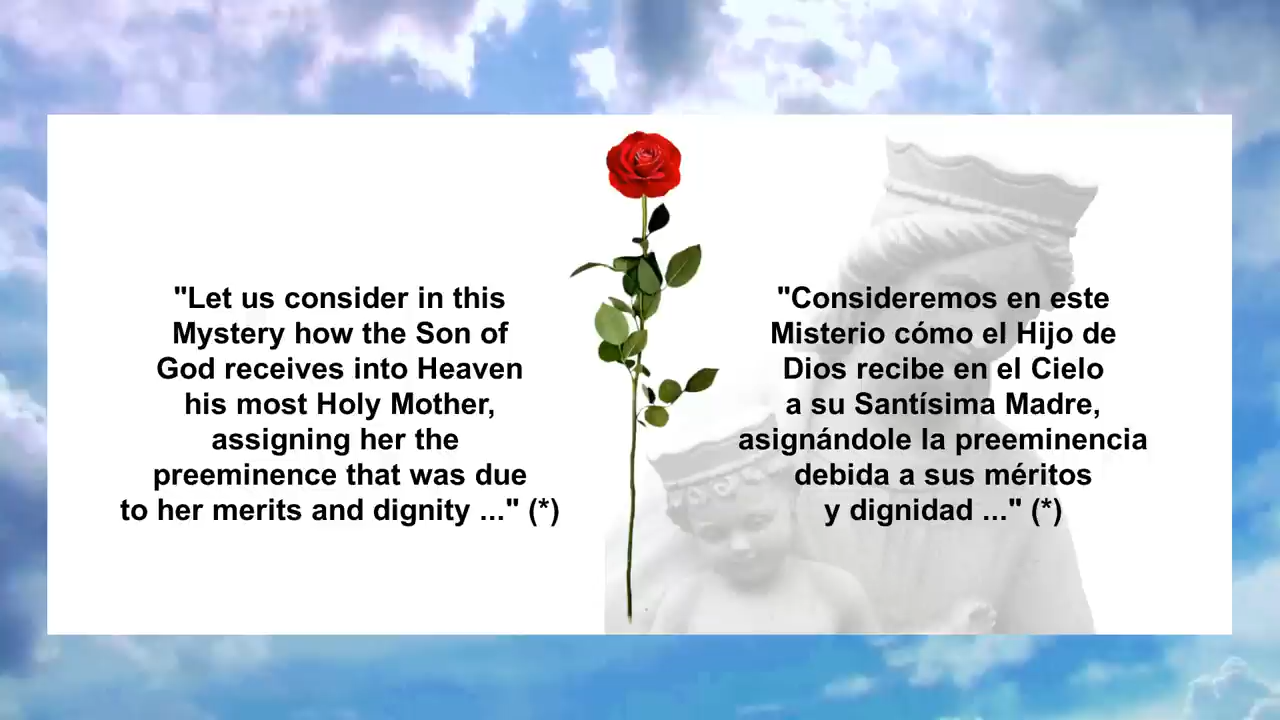 "Let us consider in this
Mystery how the Son of
God receives into Heaven
his most Holy Mother,
assigning her the
preeminence that was due
to her merits and dignity ..." (*)
"Consideremos en este
Misterio cómo el Hijo de
Dios recibe en el Cielo
a su Santísima Madre,
asignándole la preeminencia
debida a sus méritos
y dignidad ..." (*)